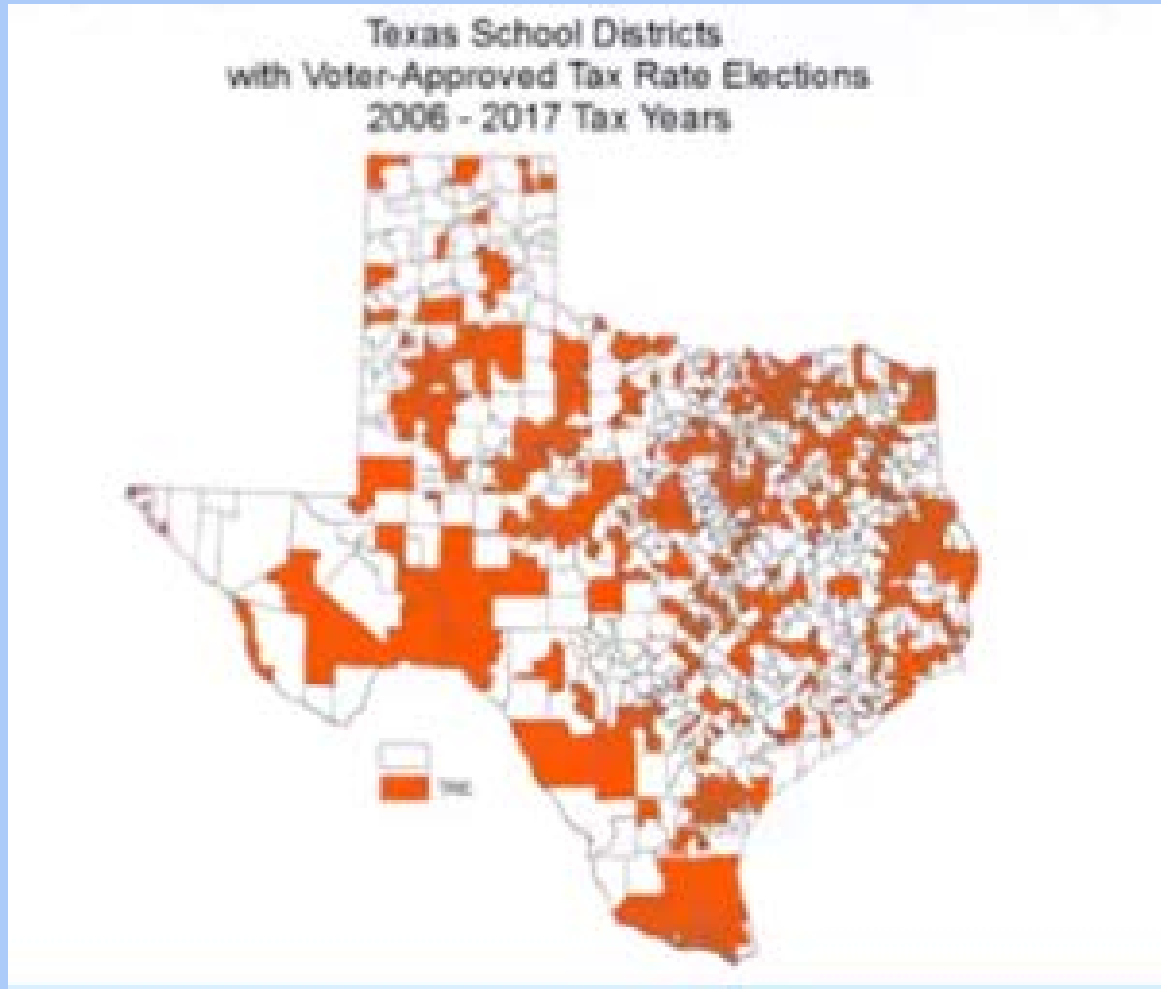 Texas School Districts
with Voter-Approved Tax Rate Elections
2006 - 2017 Tax Years